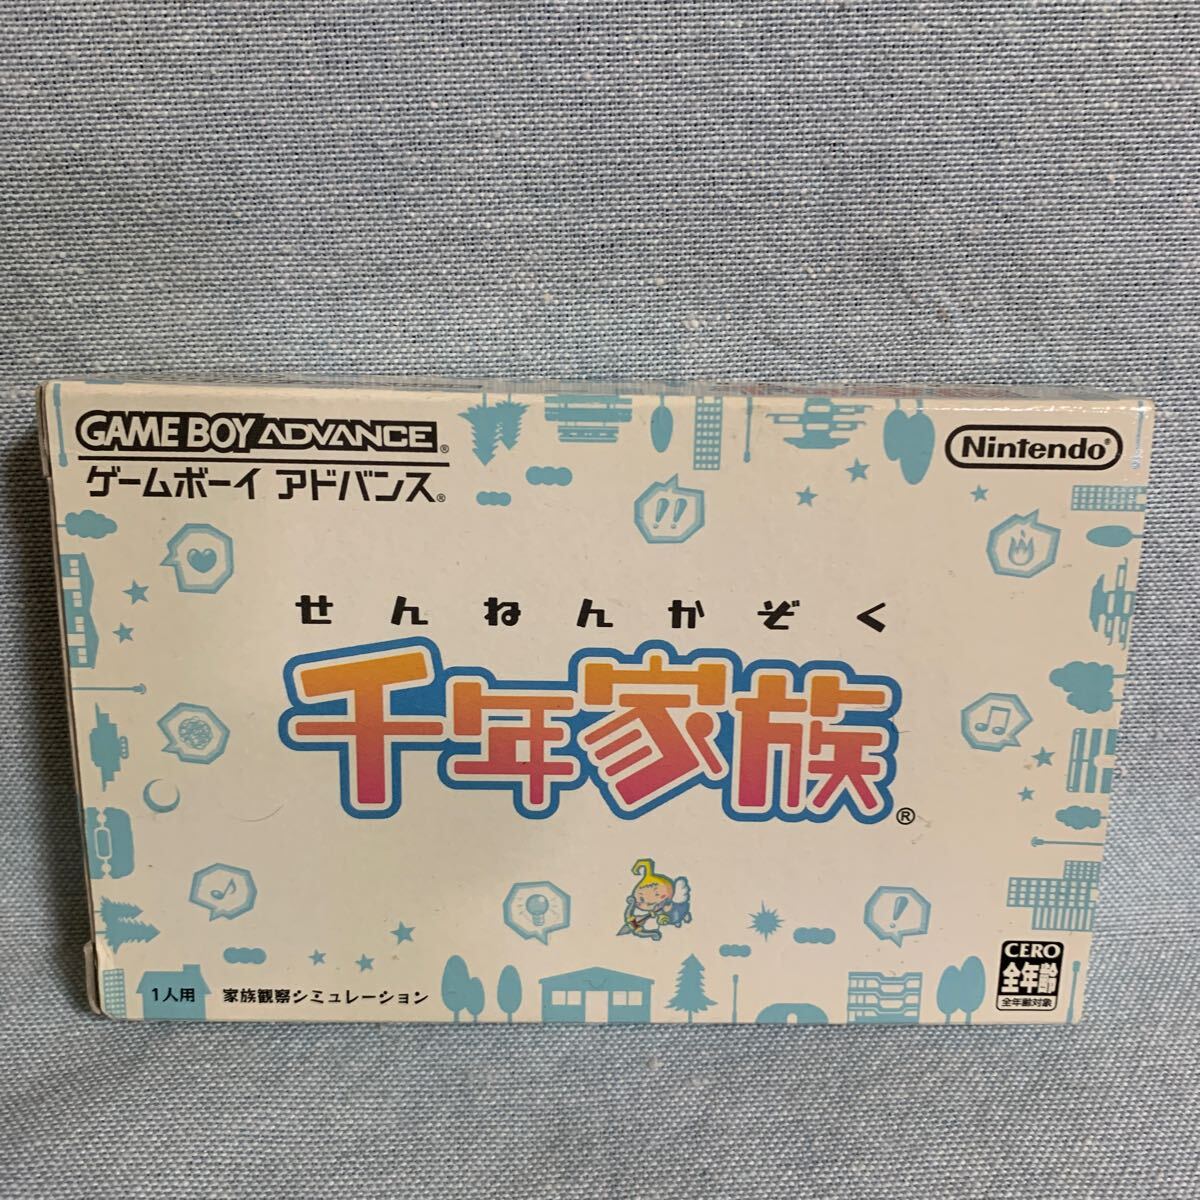 GAME BOY ADVANCE®
ゲームボーイ アドバンス®
Nintendo®
!!
せんねんかぞく
千年家族®
!
1人用 家族観察シミュレーション
CERO
全年齢
全年齢対象